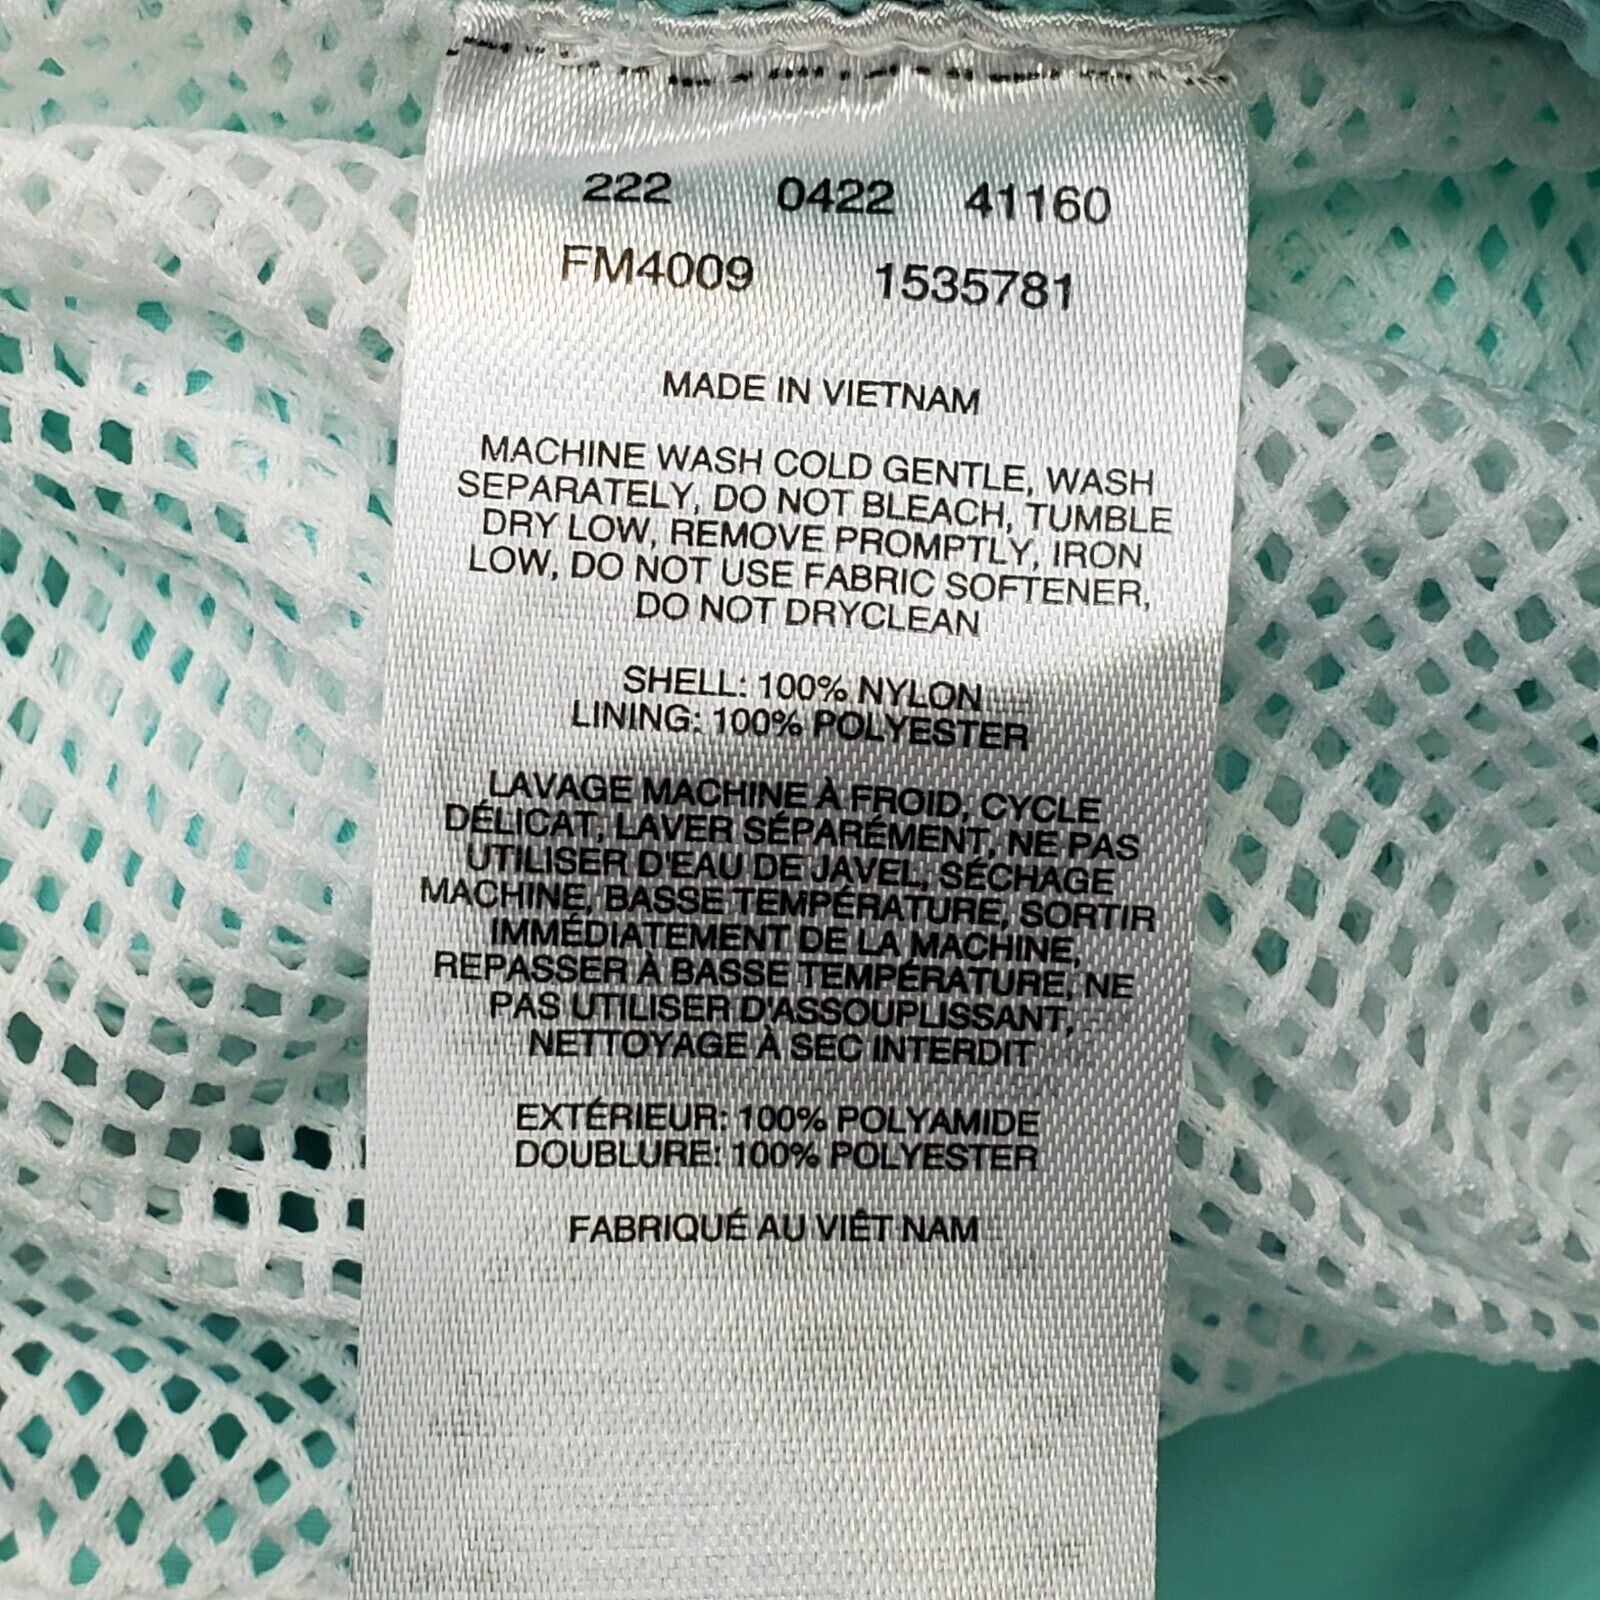 222 0422 41160
FM4009 1535781
MADE IN VIETNAM
MACHINE WASH COLD GENTLE, WASH
SEPARATELY, DO NOT BLEACH, TUMBLE
DRY LOW, REMOVE PROMPTLY, IRON
LOW, DO NOT USE FABRIC SOFTENER,
DO NOT DRYCLEAN
SHELL: 100% NYLON
LINING: 100% POLYESTER
LAVAGE MACHINE À FROID, CYCLE
DÉLICAT, LAVER SÉPARÉMENT, NE PAS
UTILISER D'EAU DE JAVEL, SÉCHAGE
MACHINE, BASSE TEMPÉRATURE, SORTIR
IMMÉDIATEMENT DE LA MACHINE,
REPASSER À BASSE TEMPÉRATURE, NE
PAS UTILISER D'ASSOUPLISSANT,
NETTOYAGE À SEC INTERDIT
EXTÉRIEUR: 100% POLYAMIDE
DOUBLURE: 100% POLYESTER
FABRIQUÉ AU VIÊT NAM